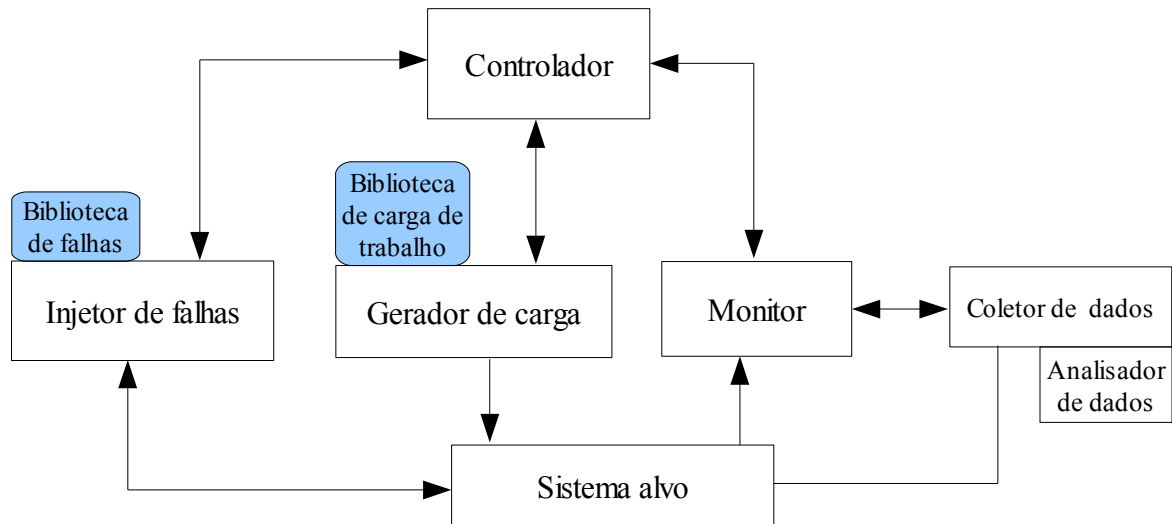 Controlador
Biblioteca
de falhas
Biblioteca
de carga de
trabalho
Injetor de falhas
Gerador de carga
Monitor
Coletor de dados
Analisador
de dados
Sistema alvo